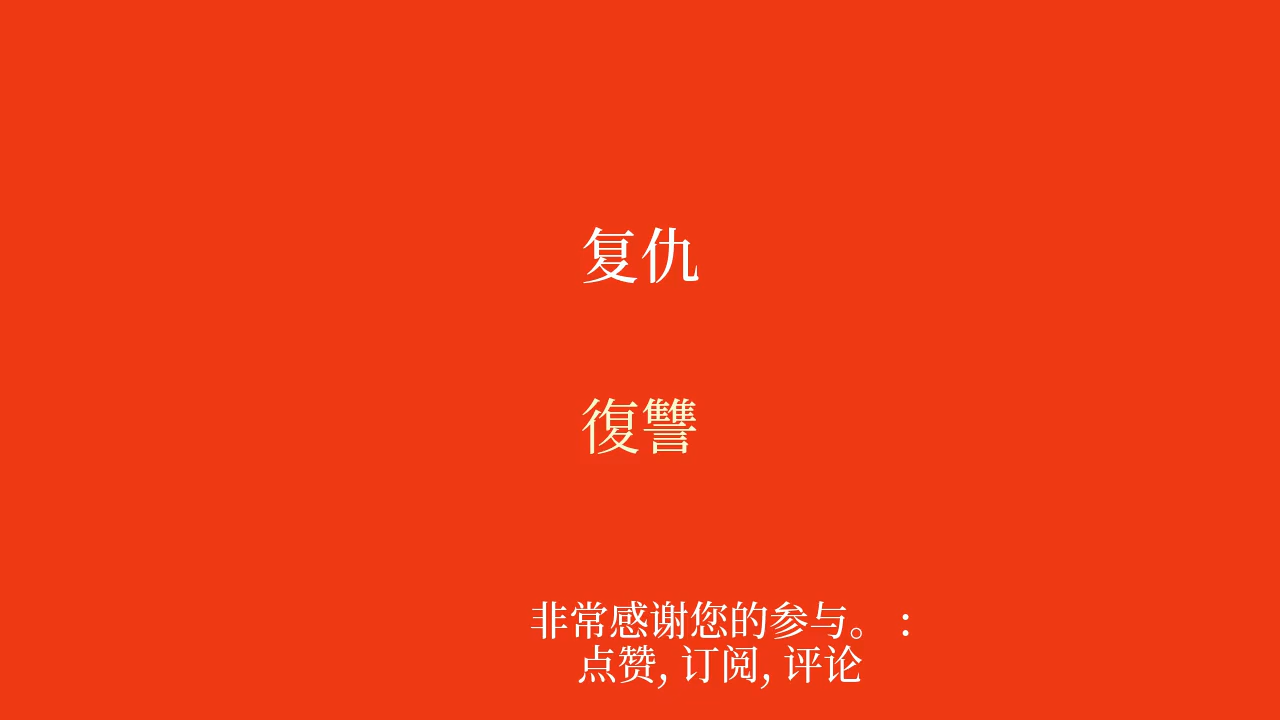 复仇
復讐
非常感谢您的参与。 :
点赞, 订阅, 评论